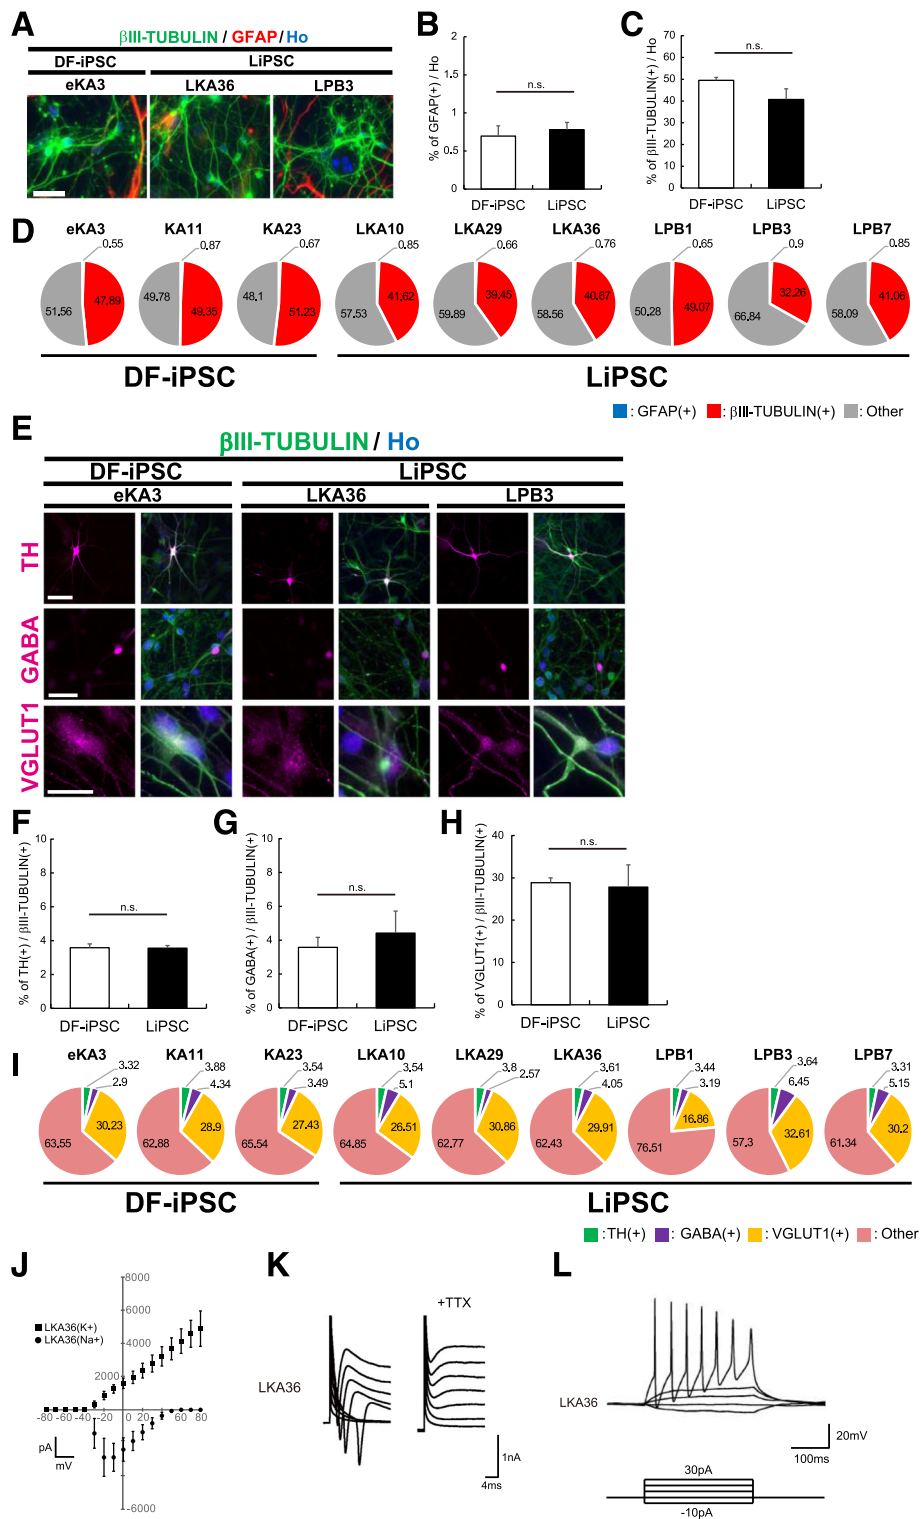 A
βIII-TUBULIN / GFAP / Ho
DF-iPSC LiPSC
eKA3 LKA36 LPB3
B
% of GFAP(+) / Ho
2
1.5
1
0.5
0
n.s.
DF-iPSC LiPSC
C
% of βIII-TUBULIN(+) / Ho
70
60
50
40
30
20
10
0
n.s.
DF-iPSC LiPSC
D
eKA3 KA11 KA23 LKA10 LKA29 LKA36 LPB1 LPB3 LPB7
0.55 0.87 0.67 0.85 0.66 0.76 0.65 0.9 0.85
51.56 47.89 49.78 49.35 48.1 51.23 57.53 41.62 59.89 39.45 58.56 40.67 50.28 49.07 66.84 32.26 58.09 41.06
DF-iPSC LiPSC
: GFAP(+) : βIII-TUBULIN(+) : Other
E
βIII-TUBULIN / Ho
DF-iPSC LiPSC
eKA3 LKA36 LPB3
TH
GABA
VGLUT1
F
% of TH(+) / βIII-TUBULIN(+)
10
8
6
4
2
0
n.s.
DF-iPSC LiPSC
G
% of GABA(+) / βIII-TUBULIN(+)
10
8
6
4
2
0
n.s.
DF-iPSC LiPSC
H
% of VGLUT1(+) / βIII-TUBULIN(+)
40
30
20
10
0
n.s.
DF-iPSC LiPSC
I
eKA3 KA11 KA23 LKA10 LKA29 LKA36 LPB1 LPB3 LPB7
3.32 3.88 3.54 3.54 3.8 3.61 3.44 3.64 3.31
2.9 4.34 3.49 5.1 2.57 4.05 3.19 6.45 5.15
30.23 28.9 27.43 26.51 30.86 29.91 16.86 32.61 30.2
63.55 62.88 65.54 64.85 62.77 62.43 76.51 57.3 61.34
DF-iPSC LiPSC
: TH(+) : GABA(+) : VGLUT1(+) : Other
J
8000
6000
4000
2000
0
-6000
LKA36(K+)
LKA36(Na+)
-80 -60 -40 -20 0 20 40 60 80
pA
mV
K
+TTX
LKA36
1nA
4ms
L
LKA36
20mV
100ms
30pA
-10pA